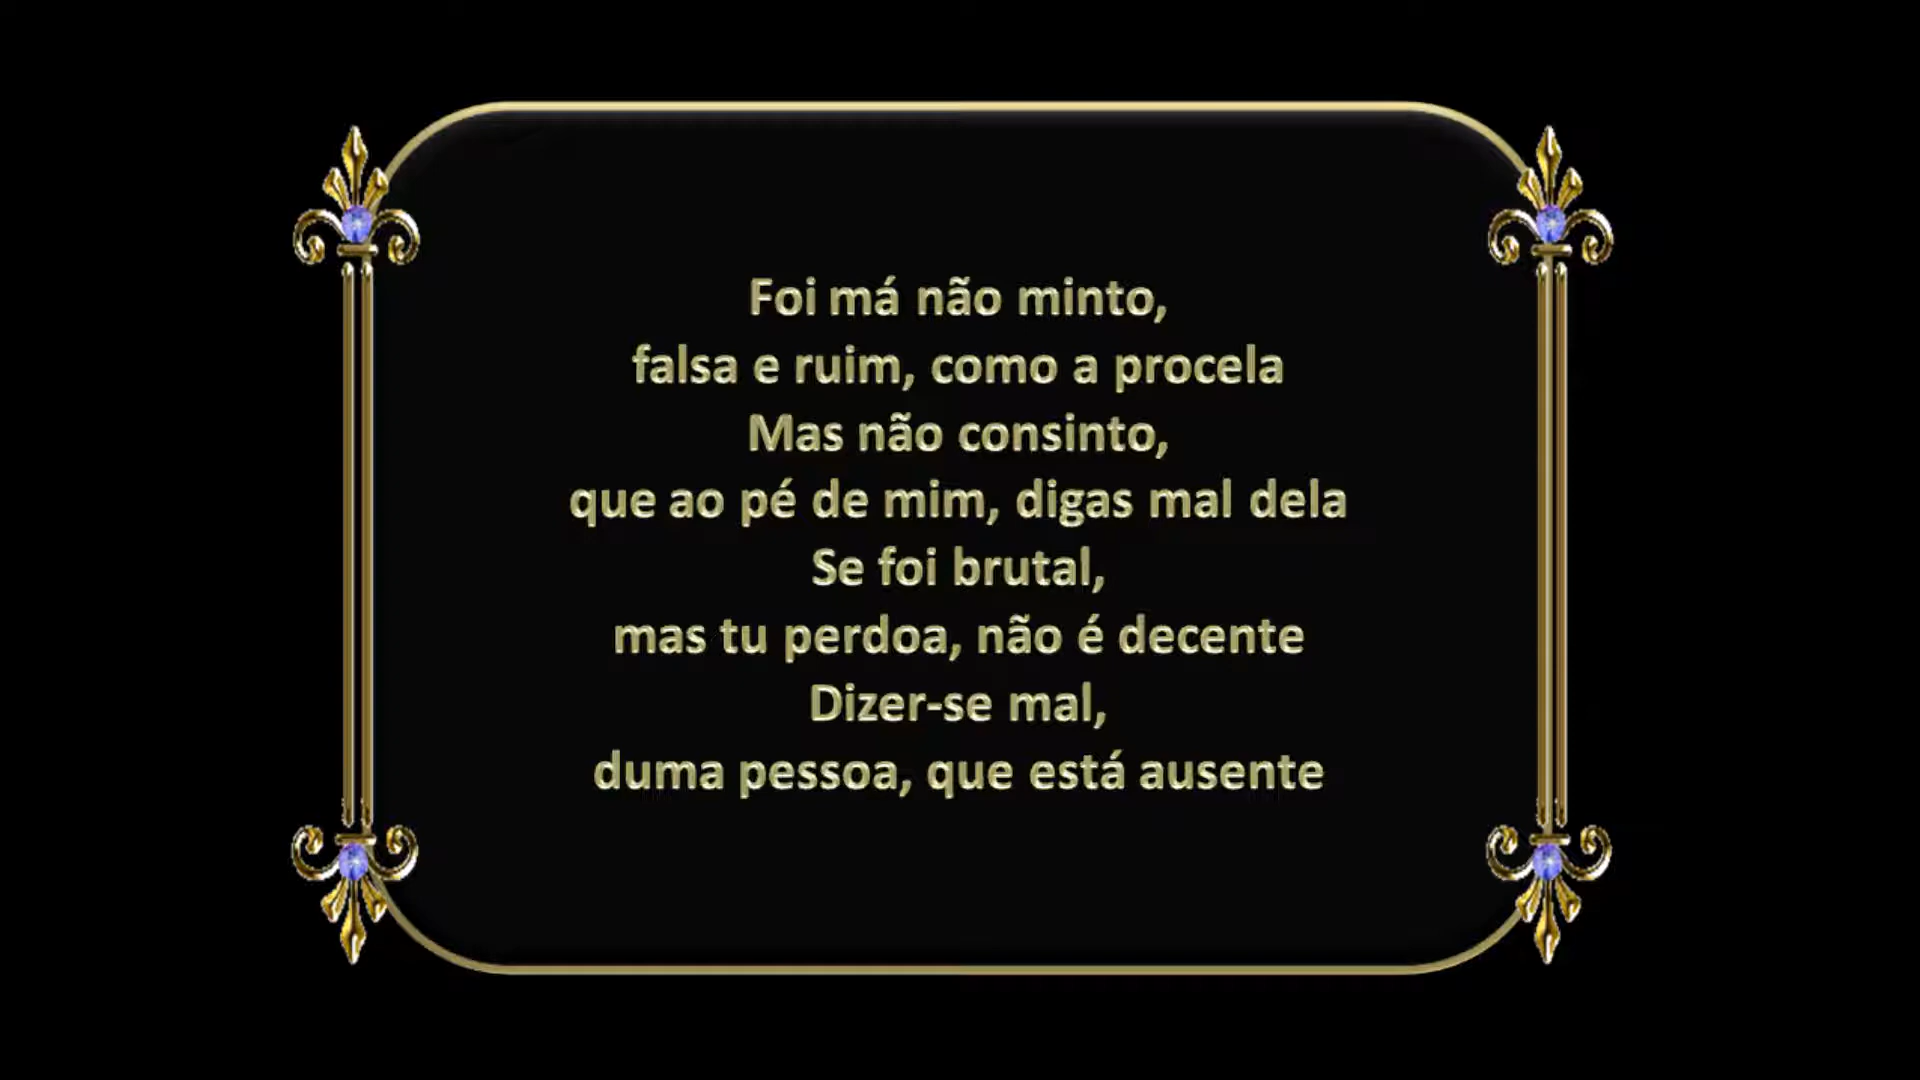 Foi má não minto,
falsa e ruim, como a procela
Mas não consinto,
que ao pé de mim, digas mal dela
Se foi brutal,
mas tu perdoa, não é decente
Dizer-se mal,
duma pessoa, que está ausente